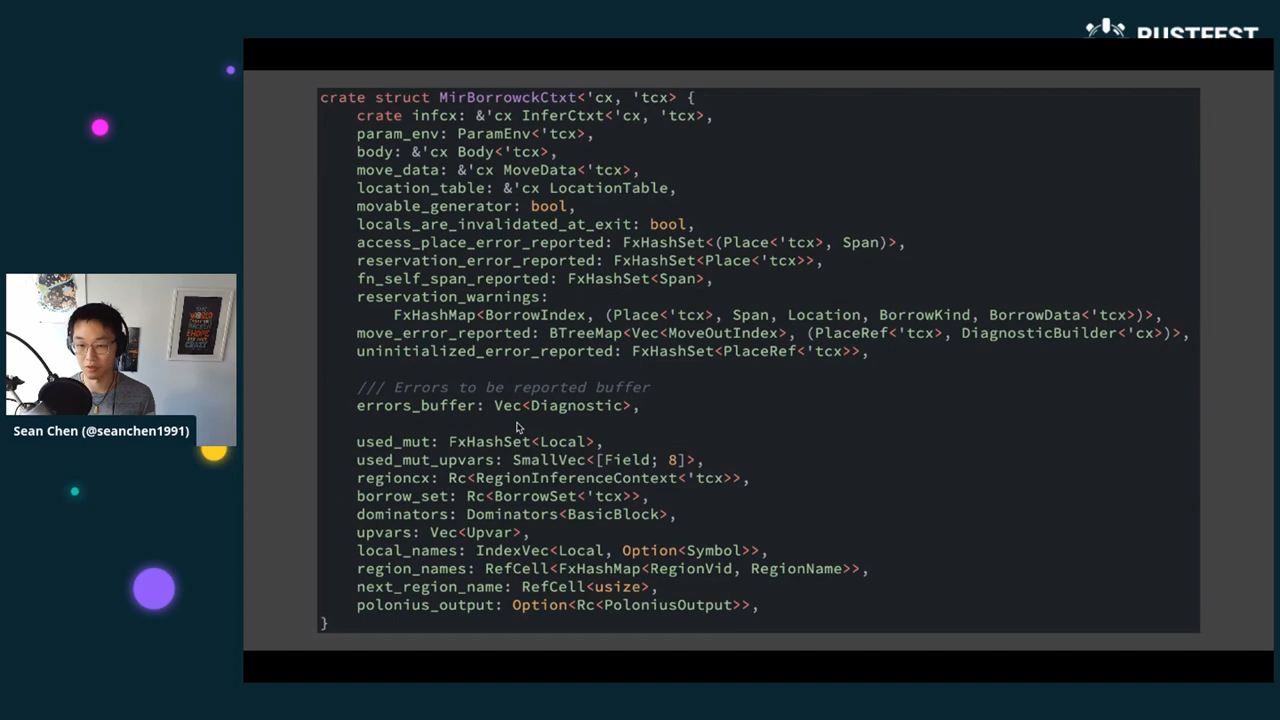 RUSTFEST
crate struct MirBorrowckCtxt<'cx, 'tcx> {
crate infcx: &'cx InferCtxt<'cx, 'tcx>,
param_env: ParamEnv<'tcx>,
body: &'cx Body<'tcx>,
move_data: &'cx MoveData<'tcx>,
location_table: &'cx LocationTable,
movable_generator: bool,
locals_are_invalidated_at_exit: bool,
access_place_error_reported: FxHashSet<(Place<'tcx>, Span)>,
reservation_error_reported: FxHashSet<Place<'tcx>>,
fn_self_span_reported: FxHashSet<Span>,
reservation_warnings:
FxHashMap<BorrowIndex, (Place<'tcx>, Span, Location, BorrowKind, BorrowData<'tcx>)>,
move_error_reported: BTreeMap<Vec<MoveOutIndex>, (PlaceRef<'tcx>, DiagnosticBuilder<'cx>)>,
uninitialized_error_reported: FxHashSet<PlaceRef<'tcx>>,
/// Errors to be reported buffer
errors_buffer: Vec<Diagnostic>,
used_mut: FxHashSet<Local>,
used_mut_upvars: SmallVec<[Field; 8]>,
regioncx: Rc<RegionInferenceContext<'tcx>>,
borrow_set: Rc<BorrowSet<'tcx>>,
dominators: Dominators<BasicBlock>,
upvars: Vec<Upvar>,
local_names: IndexVec<Local, Option<Symbol>>,
region_names: RefCell<FxHashMap<RegionVid, RegionName>>,
next_region_name: RefCell<usize>,
polonius_output: Option<Rc<PoloniusOutput>>,
}
Sean Chen (@seanchen1991)